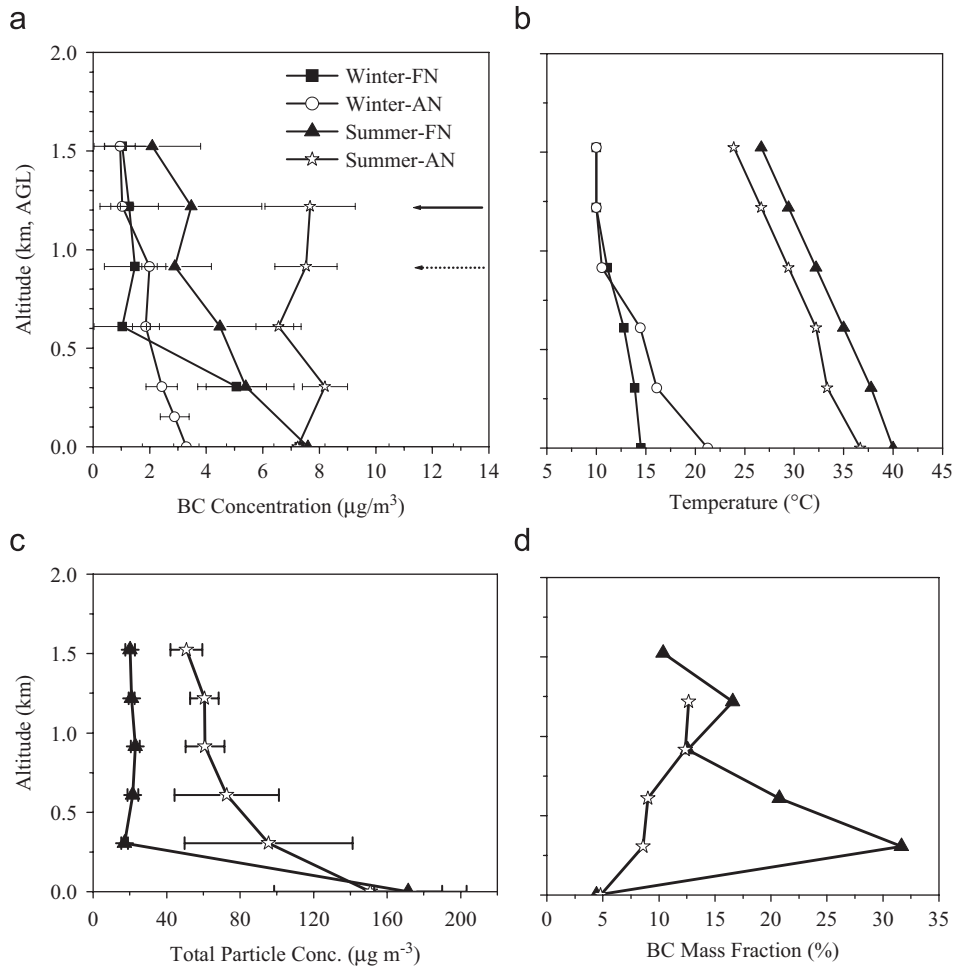 a
2.0
1.5
1.0
0.5
0.0
Altitude (km, AGL)
Winter-FN
Winter-AN
Summer-FN
Summer-AN
0 2 4 6 8 10 12 14
BC Concentration (μg/m³)
b
5 10 15 20 25 30 35 40 45
Temperature (°C)
c
2.0
1.5
1.0
0.5
0.0
Altitude (km)
0 40 80 120 160 200
Total Particle Conc. (μg m⁻³)
d
0 5 10 15 20 25 30 35
BC Mass Fraction (%)